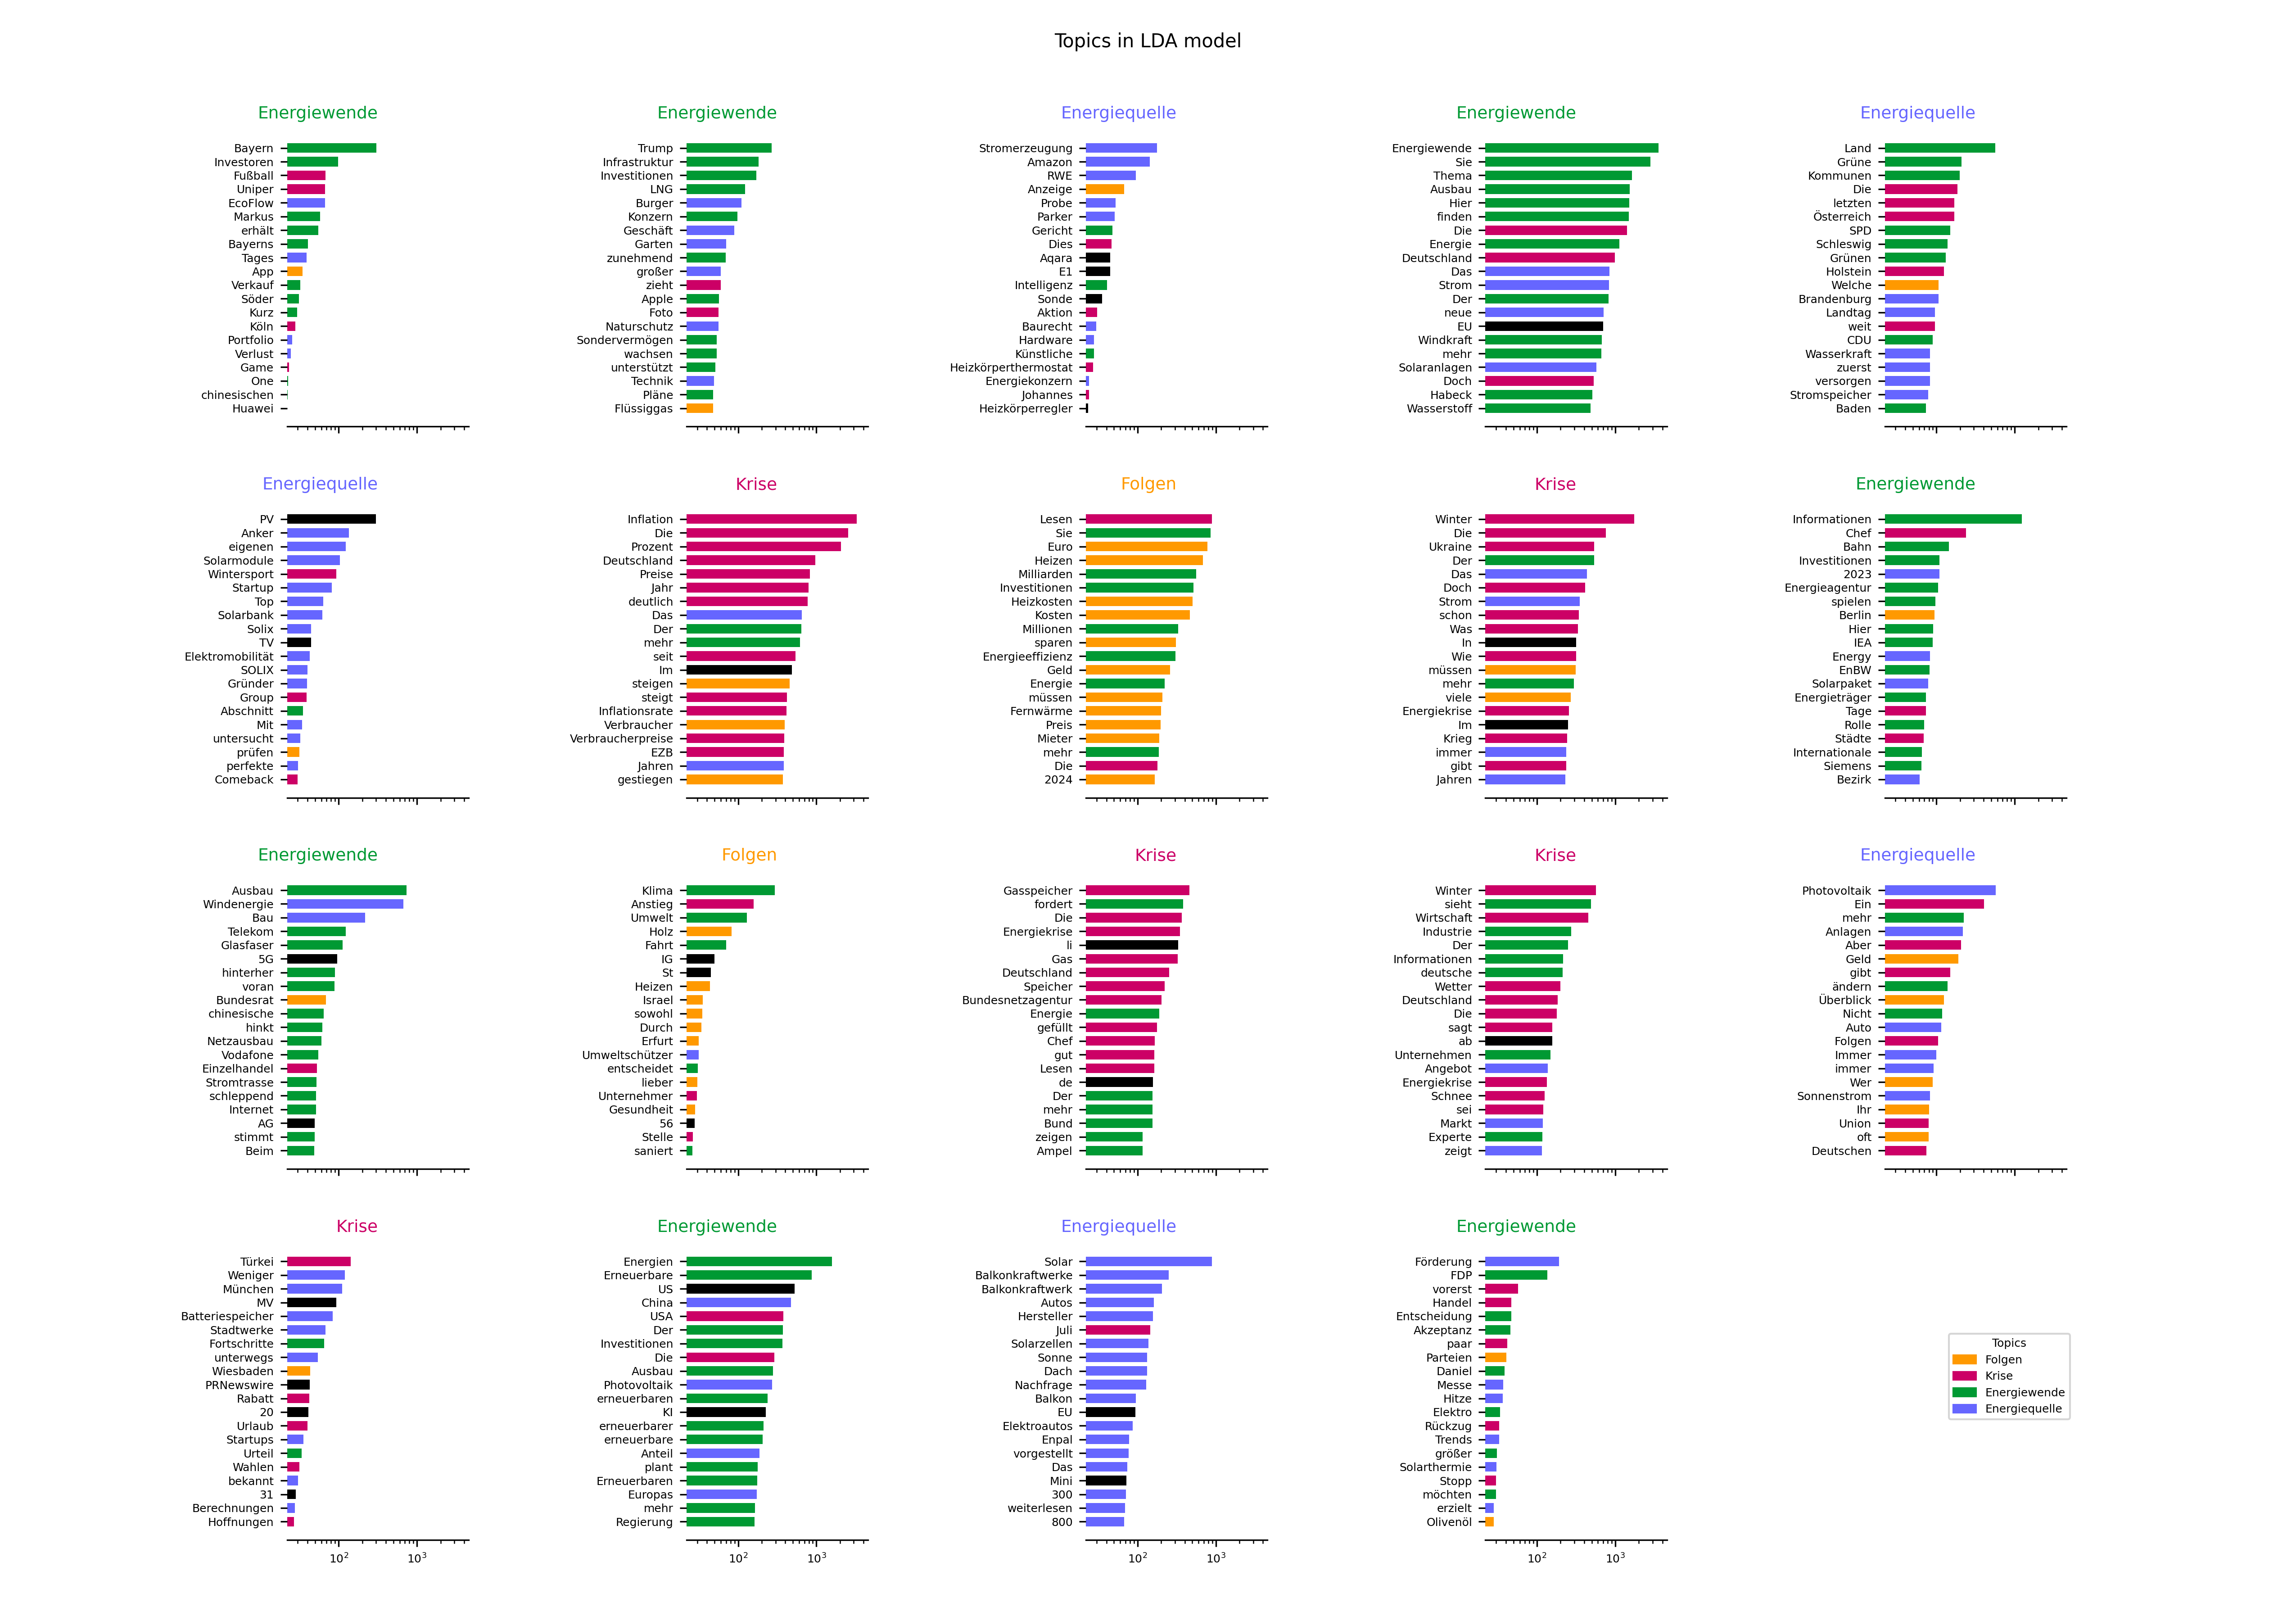 Topics in LDA model
Energiewende
Bayern
Investoren
Fußball
Uniper
EcoFlow
Markus
erhält
Bayerns
Tages
App
Verkauf
Söder
Kurz
Köln
Portfolio
Verlust
Game
One
chinesischen
Huawei
Energiewende
Trump
Infrastruktur
Investitionen
LNG
Burger
Konzern
Geschäft
Garten
zunehmend
großer
zieht
Apple
Foto
Naturschutz
Sondervermögen
wachsen
unterstützt
Technik
Pläne
Flüssiggas
Energiequelle
Stromerzeugung
Amazon
RWE
Anzeige
Probe
Parker
Gericht
Dies
Aqara
E1
Intelligenz
Sonde
Aktion
Baurecht
Hardware
Künstliche
Heizkörperthermostat
Energiekonzern
Johannes
Heizkörperregler
Energiewende
Energiewende
Sie
Thema
Ausbau
Hier
finden
Die
Energie
Deutschland
Das
Strom
Der
neue
EU
Windkraft
mehr
Solaranlagen
Doch
Habeck
Wasserstoff
Energiequelle
Land
Grüne
Kommunen
Die
letzten
Österreich
SPD
Schleswig
Grünen
Holstein
Welche
Brandenburg
Landtag
weit
CDU
Wasserkraft
zuerst
versorgen
Stromspeicher
Baden
Energiequelle
PV
Anker
eigenen
Solarmodule
Wintersport
Startup
Top
Solarbank
Solix
TV
Elektromobilität
SOLIX
Gründer
Group
Abschnitt
Mit
untersucht
prüfen
perfekte
Comeback
Krise
Inflation
Die
Prozent
Deutschland
Preise
Jahr
deutlich
Das
Der
mehr
seit
Im
steigen
steigt
Inflationsrate
Verbraucher
Verbraucherpreise
EZB
Jahren
gestiegen
Folgen
Lesen
Sie
Euro
Heizen
Milliarden
Investitionen
Heizkosten
Kosten
Millionen
sparen
Energieeffizienz
Geld
Energie
müssen
Fernwärme
Preis
Mieter
mehr
Die
2024
Krise
Winter
Die
Ukraine
Der
Das
Doch
Strom
schon
Was
In
Wie
müssen
mehr
viele
Energiekrise
Im
Krieg
immer
gibt
Jahren
Energiewende
Informationen
Chef
Bahn
Investitionen
2023
Energieagentur
spielen
Berlin
Hier
IEA
Energy
EnBW
Solarpaket
Energieträger
Tage
Rolle
Städte
Internationale
Siemens
Bezirk
Energiewende
Ausbau
Windenergie
Bau
Telekom
Glasfaser
5G
hinterher
voran
Bundesrat
chinesische
hinkt
Netzausbau
Vodafone
Einzelhandel
Stromtrasse
schleppend
Internet
AG
stimmt
Beim
Folgen
Klima
Anstieg
Umwelt
Holz
Fahrt
IG
St
Heizen
Israel
sowohl
Durch
Erfurt
Umweltschützer
entscheidet
lieber
Unternehmer
Gesundheit
56
Stelle
saniert
Krise
Gasspeicher
fordert
Die
Energiekrise
li
Gas
Deutschland
Speicher
Bundesnetzagentur
Energie
gefüllt
Chef
gut
Lesen
de
Der
mehr
Bund
zeigen
Ampel
Krise
Winter
sieht
Wirtschaft
Industrie
Der
Informationen
deutsche
Wetter
Deutschland
Die
sagt
ab
Unternehmen
Angebot
Energiekrise
Schnee
sei
Markt
Experte
zeigt
Energiequelle
Photovoltaik
Ein
mehr
Anlagen
Aber
Geld
gibt
ändern
Überblick
Nicht
Auto
Folgen
Immer
immer
Wer
Sonnenstrom
Ihr
Union
oft
Deutschen
Krise
Türkei
Weniger
München
MV
Batteriespeicher
Stadtwerke
Fortschritte
unterwegs
Wiesbaden
PRNewswire
Rabatt
20
Urlaub
Startups
Urteil
Wahlen
bekannt
31
Berechnungen
Hoffnungen
10² 10³
Energiewende
Energien
Erneuerbare
US
China
USA
Der
Investitionen
Die
Ausbau
Photovoltaik
erneuerbaren
KI
erneuerbarer
erneuerbare
Anteil
plant
Erneuerbaren
Europas
mehr
Regierung
10² 10³
Energiequelle
Solar
Balkonkraftwerke
Balkonkraftwerk
Autos
Hersteller
Juli
Solarzellen
Sonne
Dach
Nachfrage
Balkon
EU
Elektroautos
Enpal
vorgestellt
Das
Mini
300
weiterlesen
800
10² 10³
Energiewende
Förderung
FDP
vorerst
Handel
Entscheidung
Akzeptanz
paar
Parteien
Daniel
Messe
Hitze
Elektro
Rückzug
Trends
größer
Solarthermie
Stopp
möchten
erzielt
Olivenöl
10² 10³
Topics
Folgen
Krise
Energiewende
Energiequelle